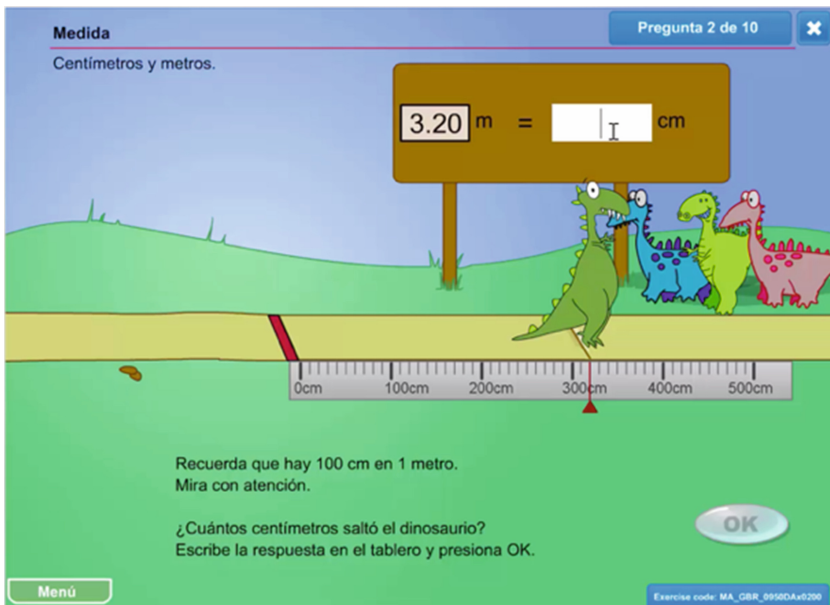 Medida
Pregunta 2 de 10
Centímetros y metros.
3.20 m = cm
0cm 100cm 200cm 300cm 400cm 500cm
Recuerda que hay 100 cm en 1 metro.
Mira con atención.
¿Cuántos centímetros saltó el dinosaurio?
Escribe la respuesta en el tablero y presiona OK.
OK
Menú
Exercise code: MA_GBR_0950DAx0200